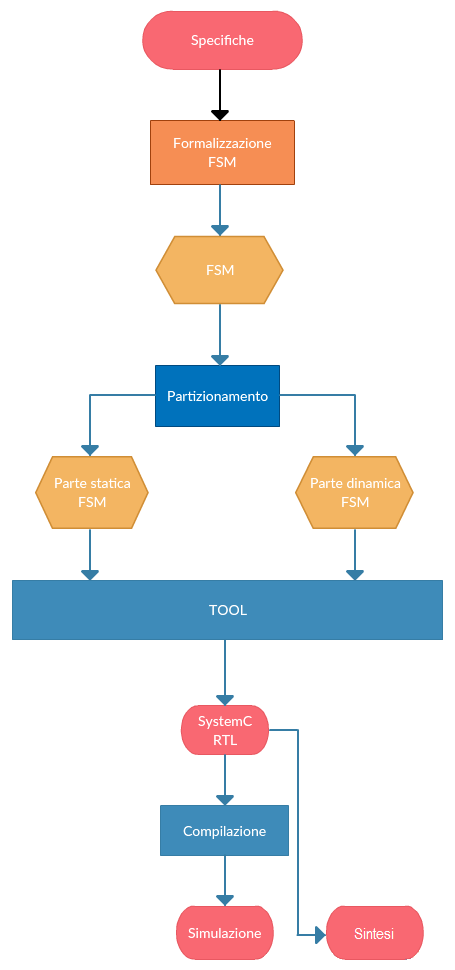 Specifiche
Formalizzazione
FSM
FSM
Partizionamento
Parte statica
FSM
Parte dinamica
FSM
TOOL
SystemC
RTL
Compilazione
Simulazione
Sintesi